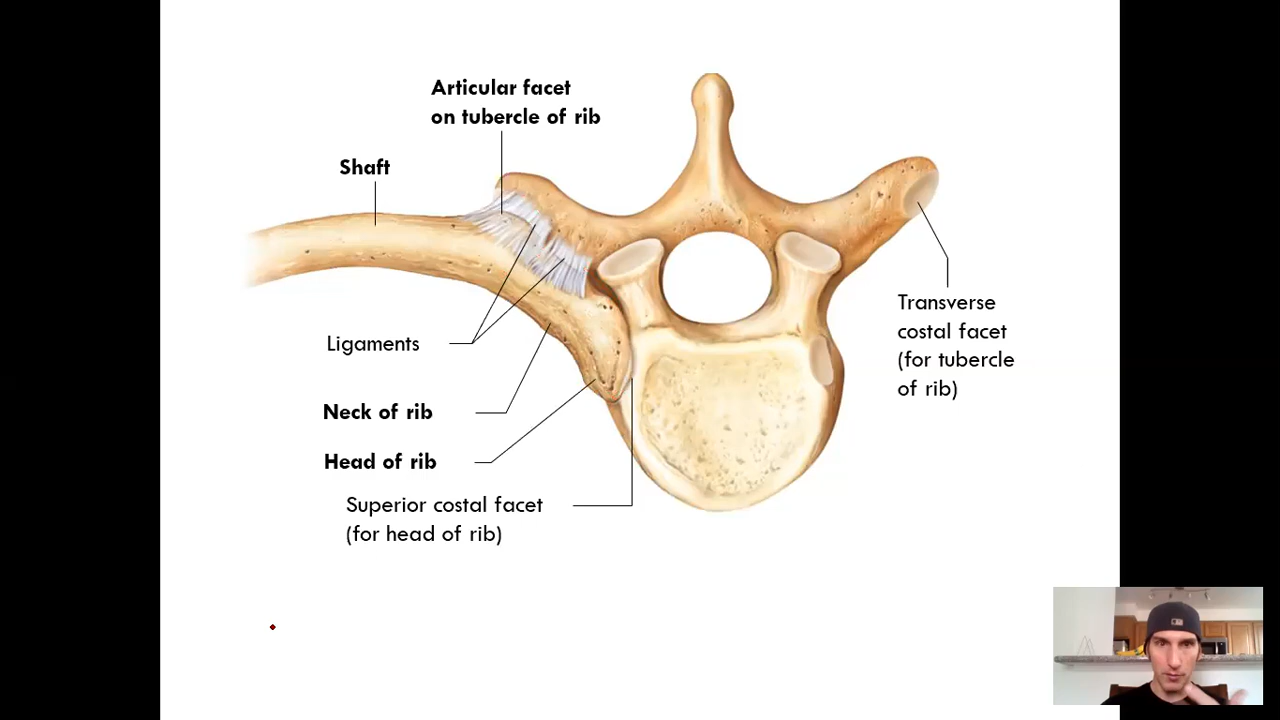 Articular facet
on tubercle of rib
Shaft
Transverse
costal facet
(for tubercle
of rib)
Ligaments
Neck of rib
Head of rib
Superior costal facet
(for head of rib)